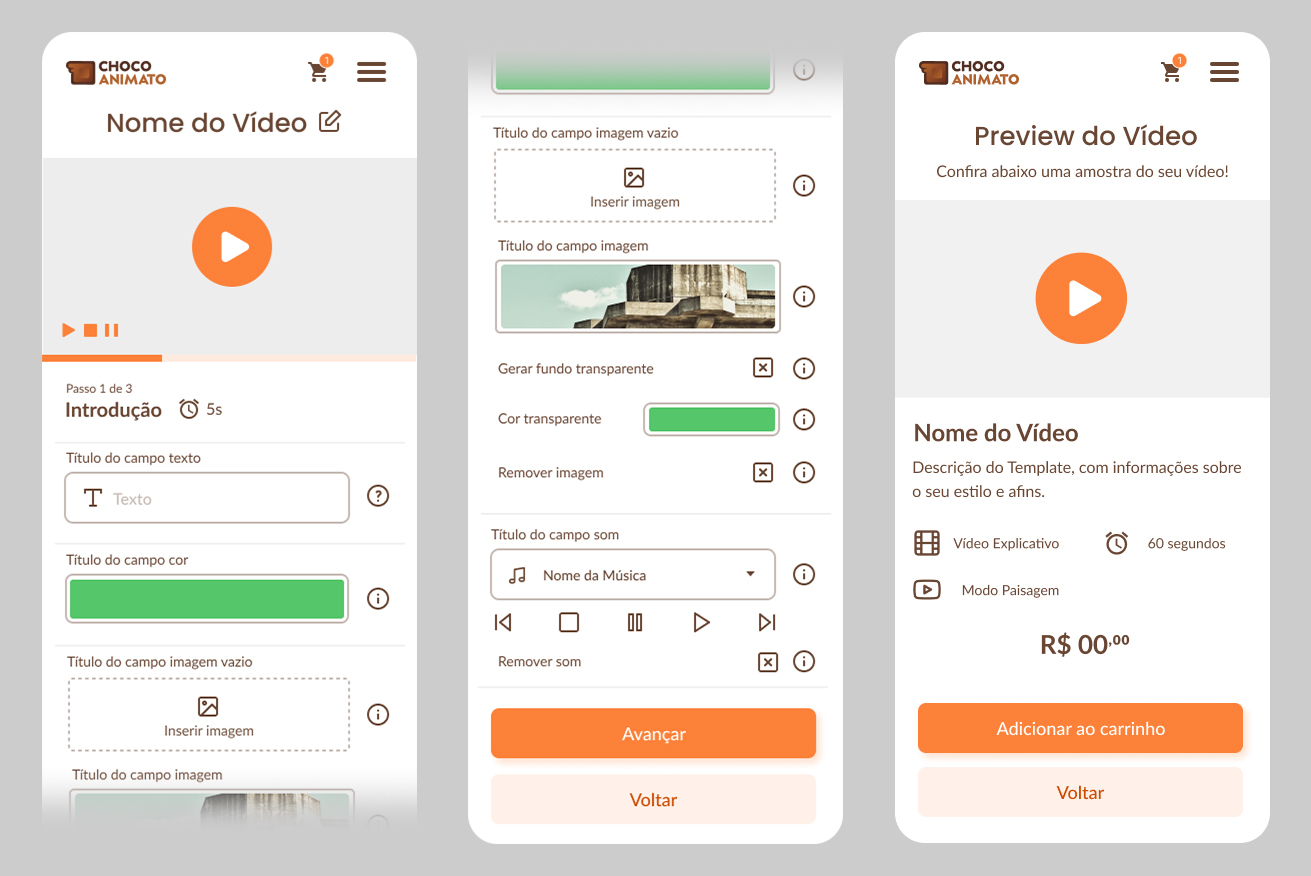 CHOCO
ANIMATO
1
Nome do Vídeo
Passo 1 de 3
Introdução
5s
Título do campo texto
Texto
Título do campo cor
Título do campo imagem vazio
Inserir imagem
Título do campo imagem
Título do campo imagem vazio
Inserir imagem
Título do campo imagem
Gerar fundo transparente
Cor transparente
Remover imagem
Título do campo som
Nome da Música
Remover som
Avançar
Voltar
CHOCO
ANIMATO
1
Preview do Vídeo
Confira abaixo uma amostra do seu vídeo!
Nome do Vídeo
Descrição do Template, com informações sobre
o seu estilo e afins.
Vídeo Explicativo
60 segundos
Modo Paisagem
R$ 00,00
Adicionar ao carrinho
Voltar